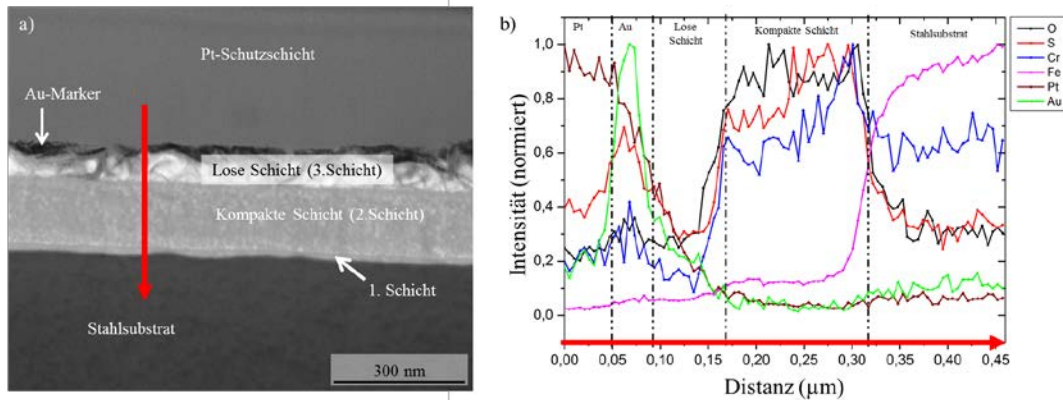 a)
Pt-Schutzschicht
Au-Marker
Lose Schicht (3.Schicht)
Kompakte Schicht (2.Schicht)
1. Schicht
Stahlsubstrat
300 nm
b)
Pt
Au
Lose
Schicht
Kompakte Schicht
Stahlsubstrat
O
S
Cr
Fe
Pt
Au
Intensität (normiert)
1,0
0,8
0,6
0,4
0,2
0,0
0,00 0,05 0,10 0,15 0,20 0,25 0,30 0,35 0,40 0,45
Distanz (µm)